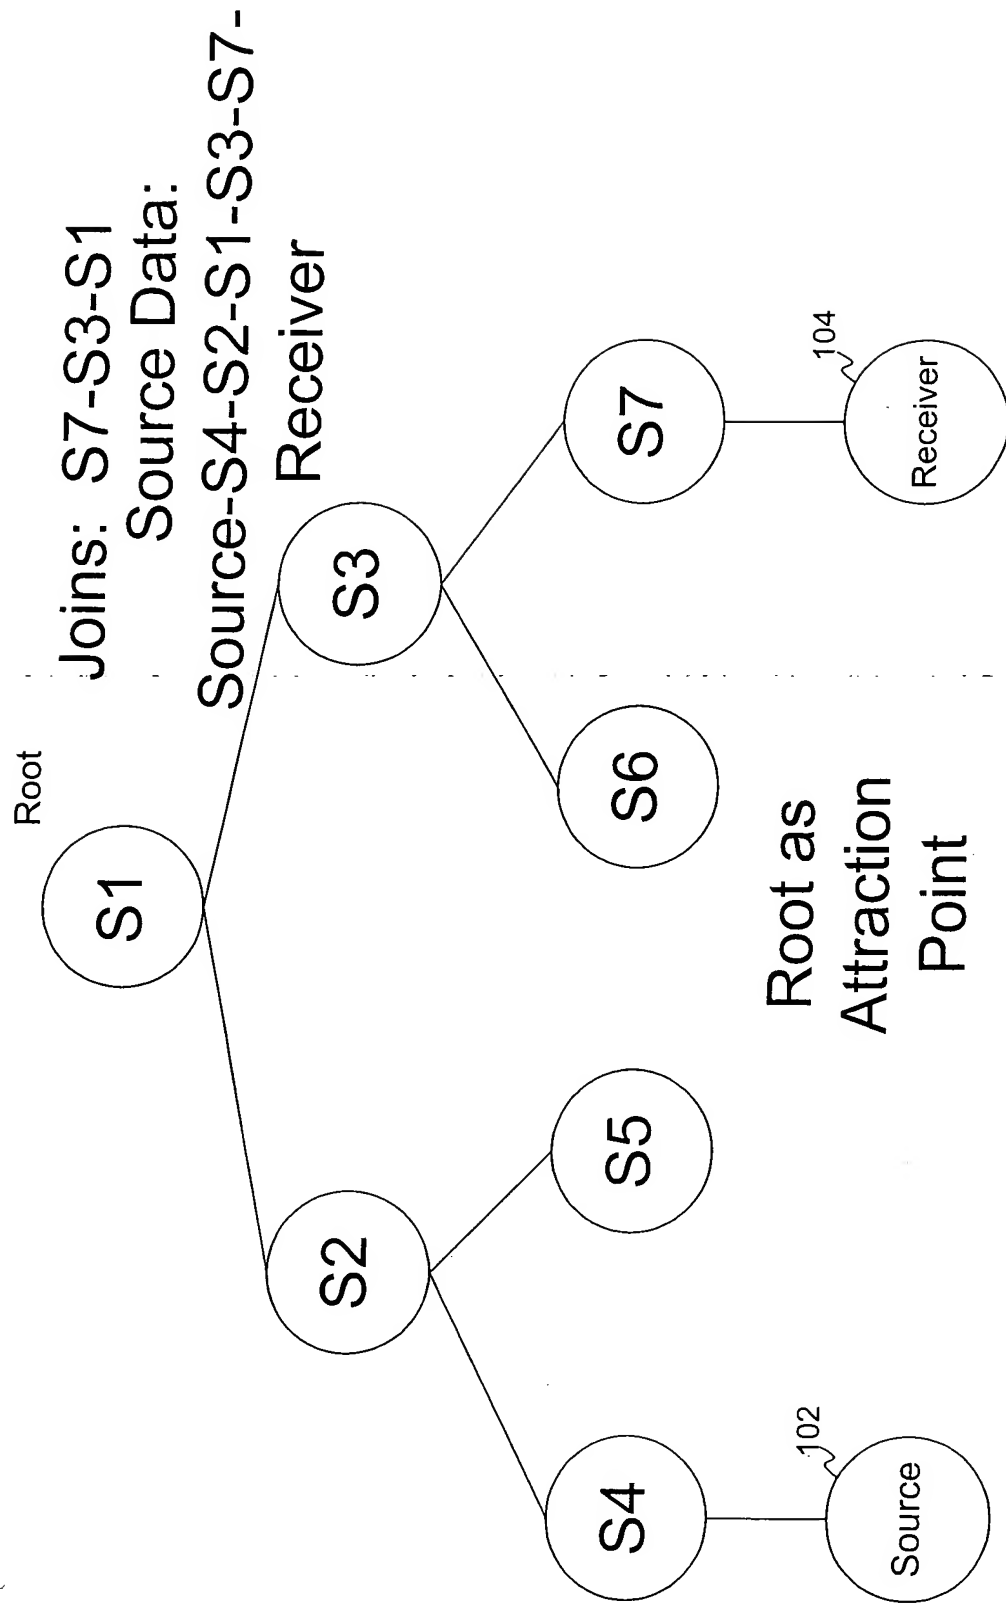 Root
S1
Joins: S7-S3-S1
Source Data:
Source-S4-S2-S1-S3-S7-
Receiver
S2
S3
S4
S5
S6
S7
102
104
Source
Receiver
Root as
Attraction
Point